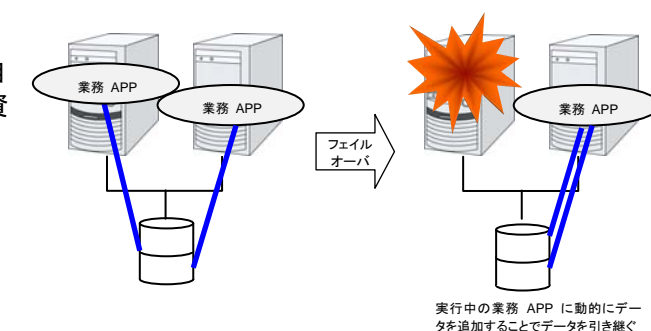 資
業務 APP
業務 APP
業務 APP
フェイル
オーバ
実行中の業務 APP に動的にデー
タを追加することでデータを引き継ぐ